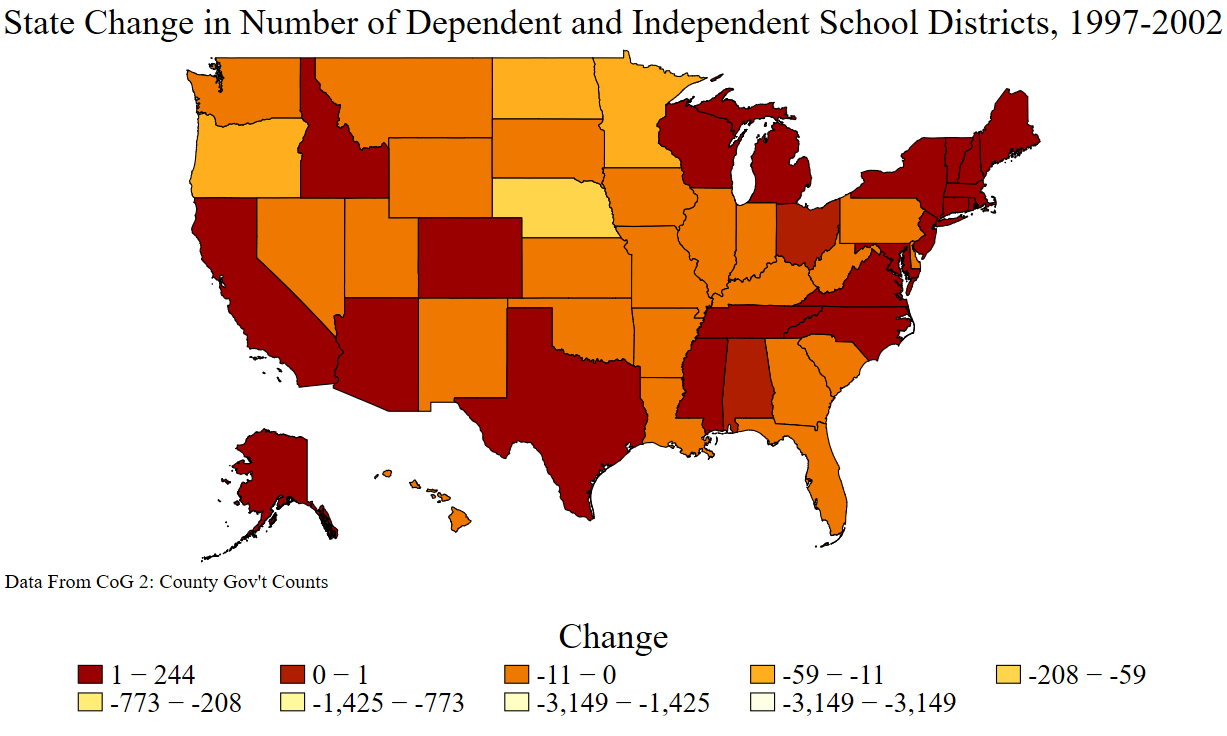 State Change in Number of Dependent and Independent School Districts, 1997-2002
Data From CoG 2: County Gov't Counts
Change
1 − 244 0 − 1 -11 − 0 -59 − -11 -208 − -59
-773 − -208 -1,425 − -773 -3,149 − -1,425 -3,149 − -3,149